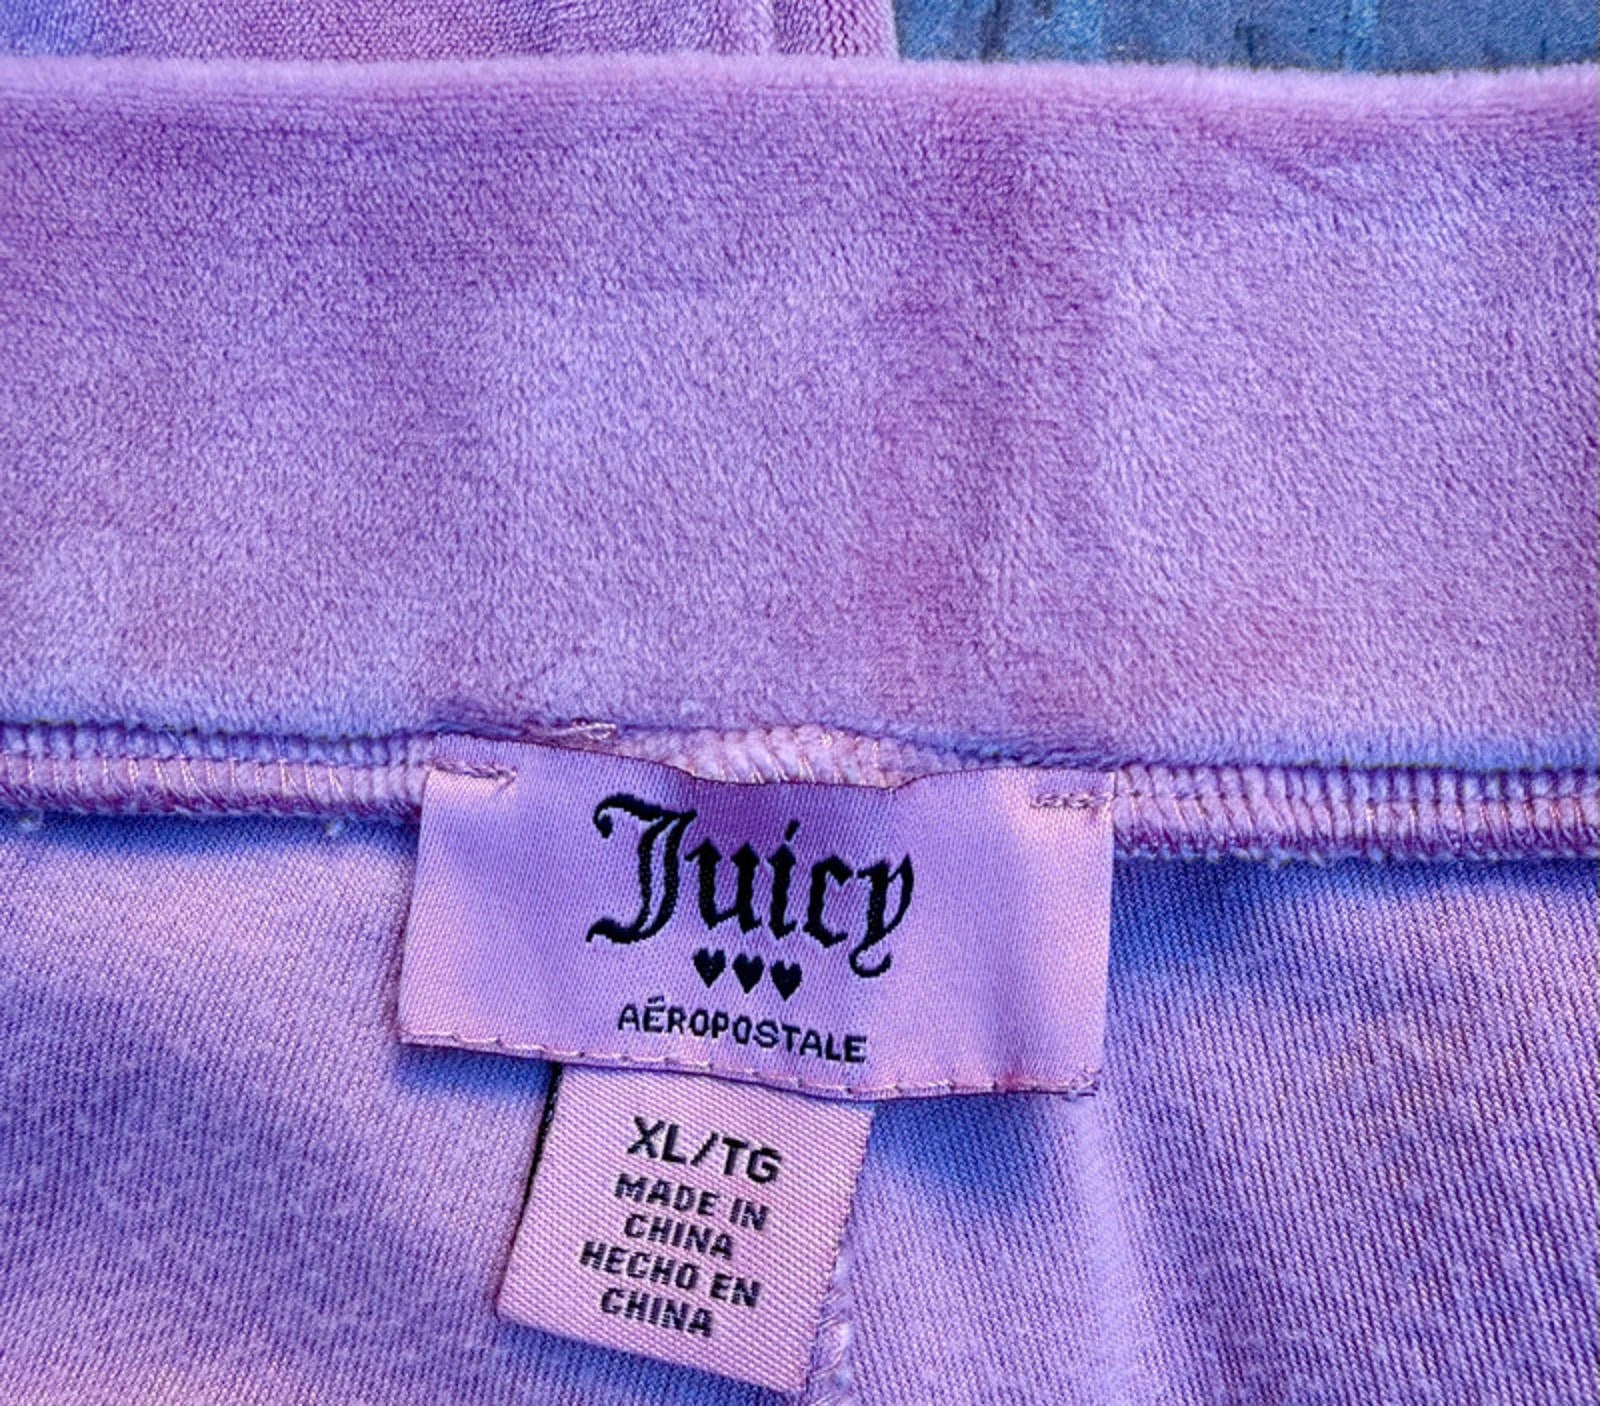 Juicy
AÉROPOSTALE
XL/TG
MADE IN
CHINA
HECHO EN
CHINA